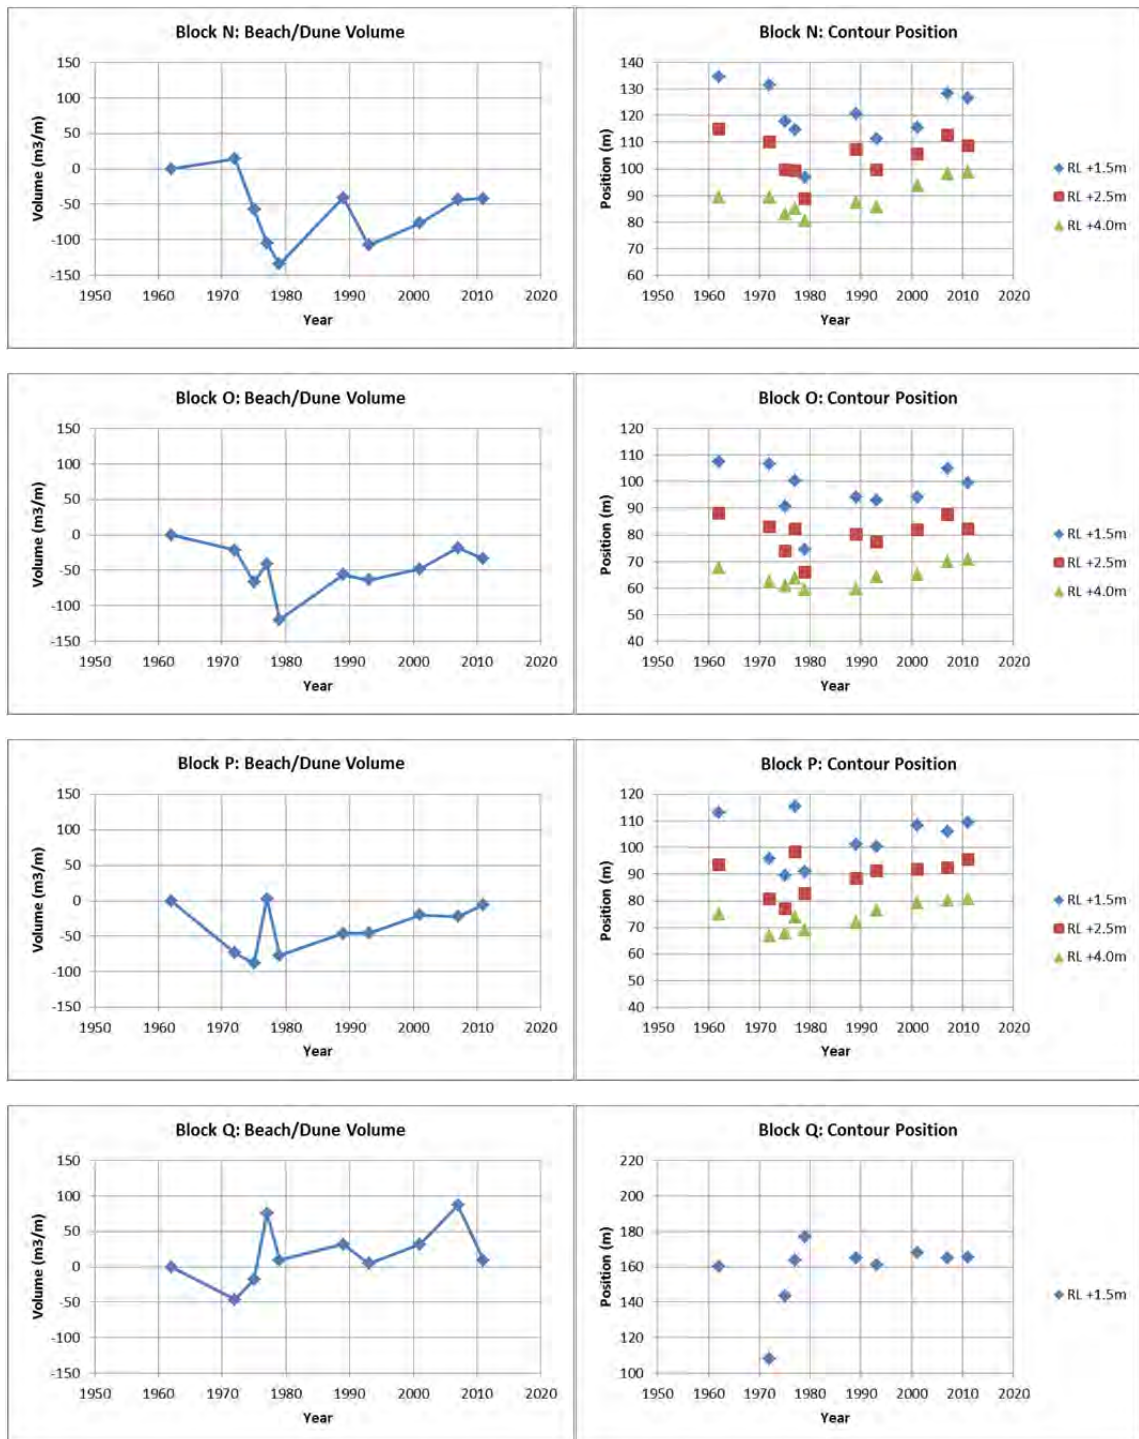 Block N: Beach/Dune Volume
Volume (m3/m)
150
100
50
0
-50
-100
-150
1950 1960 1970 1980 1990 2000 2010 2020
Year
Block N: Contour Position
Position (m)
140
130
120
110
100
90
80
70
60
1950 1960 1970 1980 1990 2000 2010 2020
Year
RL +1.5m
RL +2.5m
RL +4.0m
Block O: Beach/Dune Volume
Volume (m3/m)
150
100
50
0
-50
-100
-150
1950 1960 1970 1980 1990 2000 2010 2020
Year
Block O: Contour Position
Position (m)
120
110
100
90
80
70
60
50
40
1950 1960 1970 1980 1990 2000 2010 2020
Year
RL +1.5m
RL +2.5m
RL +4.0m
Block P: Beach/Dune Volume
Volume (m3/m)
150
100
50
0
-50
-100
-150
1950 1960 1970 1980 1990 2000 2010 2020
Year
Block P: Contour Position
Position (m)
120
110
100
90
80
70
60
50
40
1950 1960 1970 1980 1990 2000 2010 2020
Year
RL +1.5m
RL +2.5m
RL +4.0m
Block Q: Beach/Dune Volume
Volume (m3/m)
150
100
50
0
-50
-100
-150
1950 1960 1970 1980 1990 2000 2010 2020
Year
Block Q: Contour Position
Position (m)
220
200
180
160
140
120
100
1950 1960 1970 1980 1990 2000 2010 2020
Year
RL +1.5m